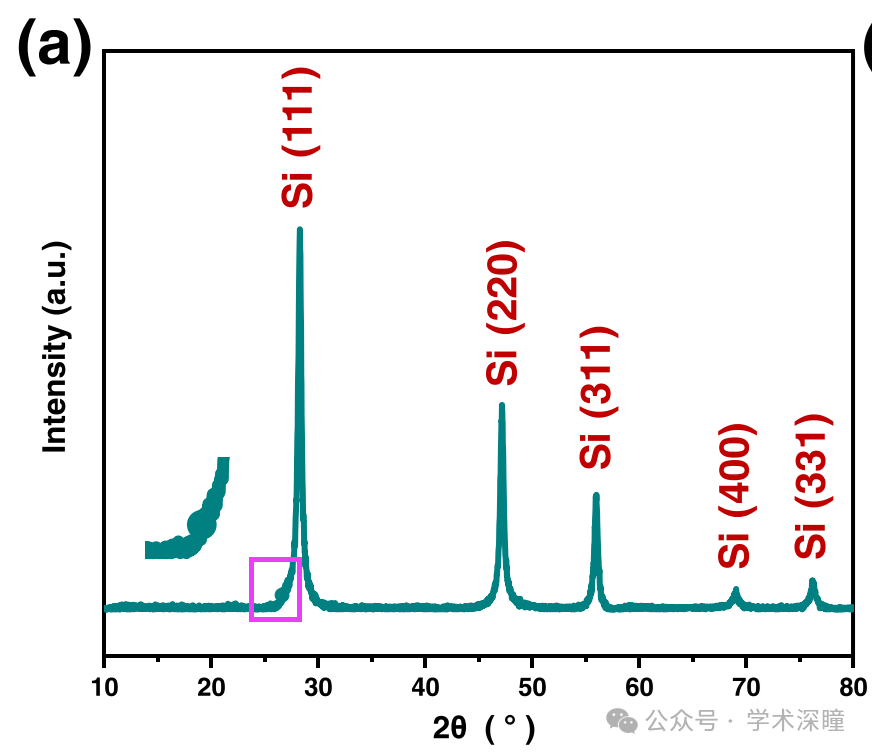 (a)
Si (111)
Si (220)
Si (311)
Si (400)
Si (331)
Intensity (a.u.)
10 20 30 40 50 60 70 80
2θ ( ° )
公众号 · 学术深瞳